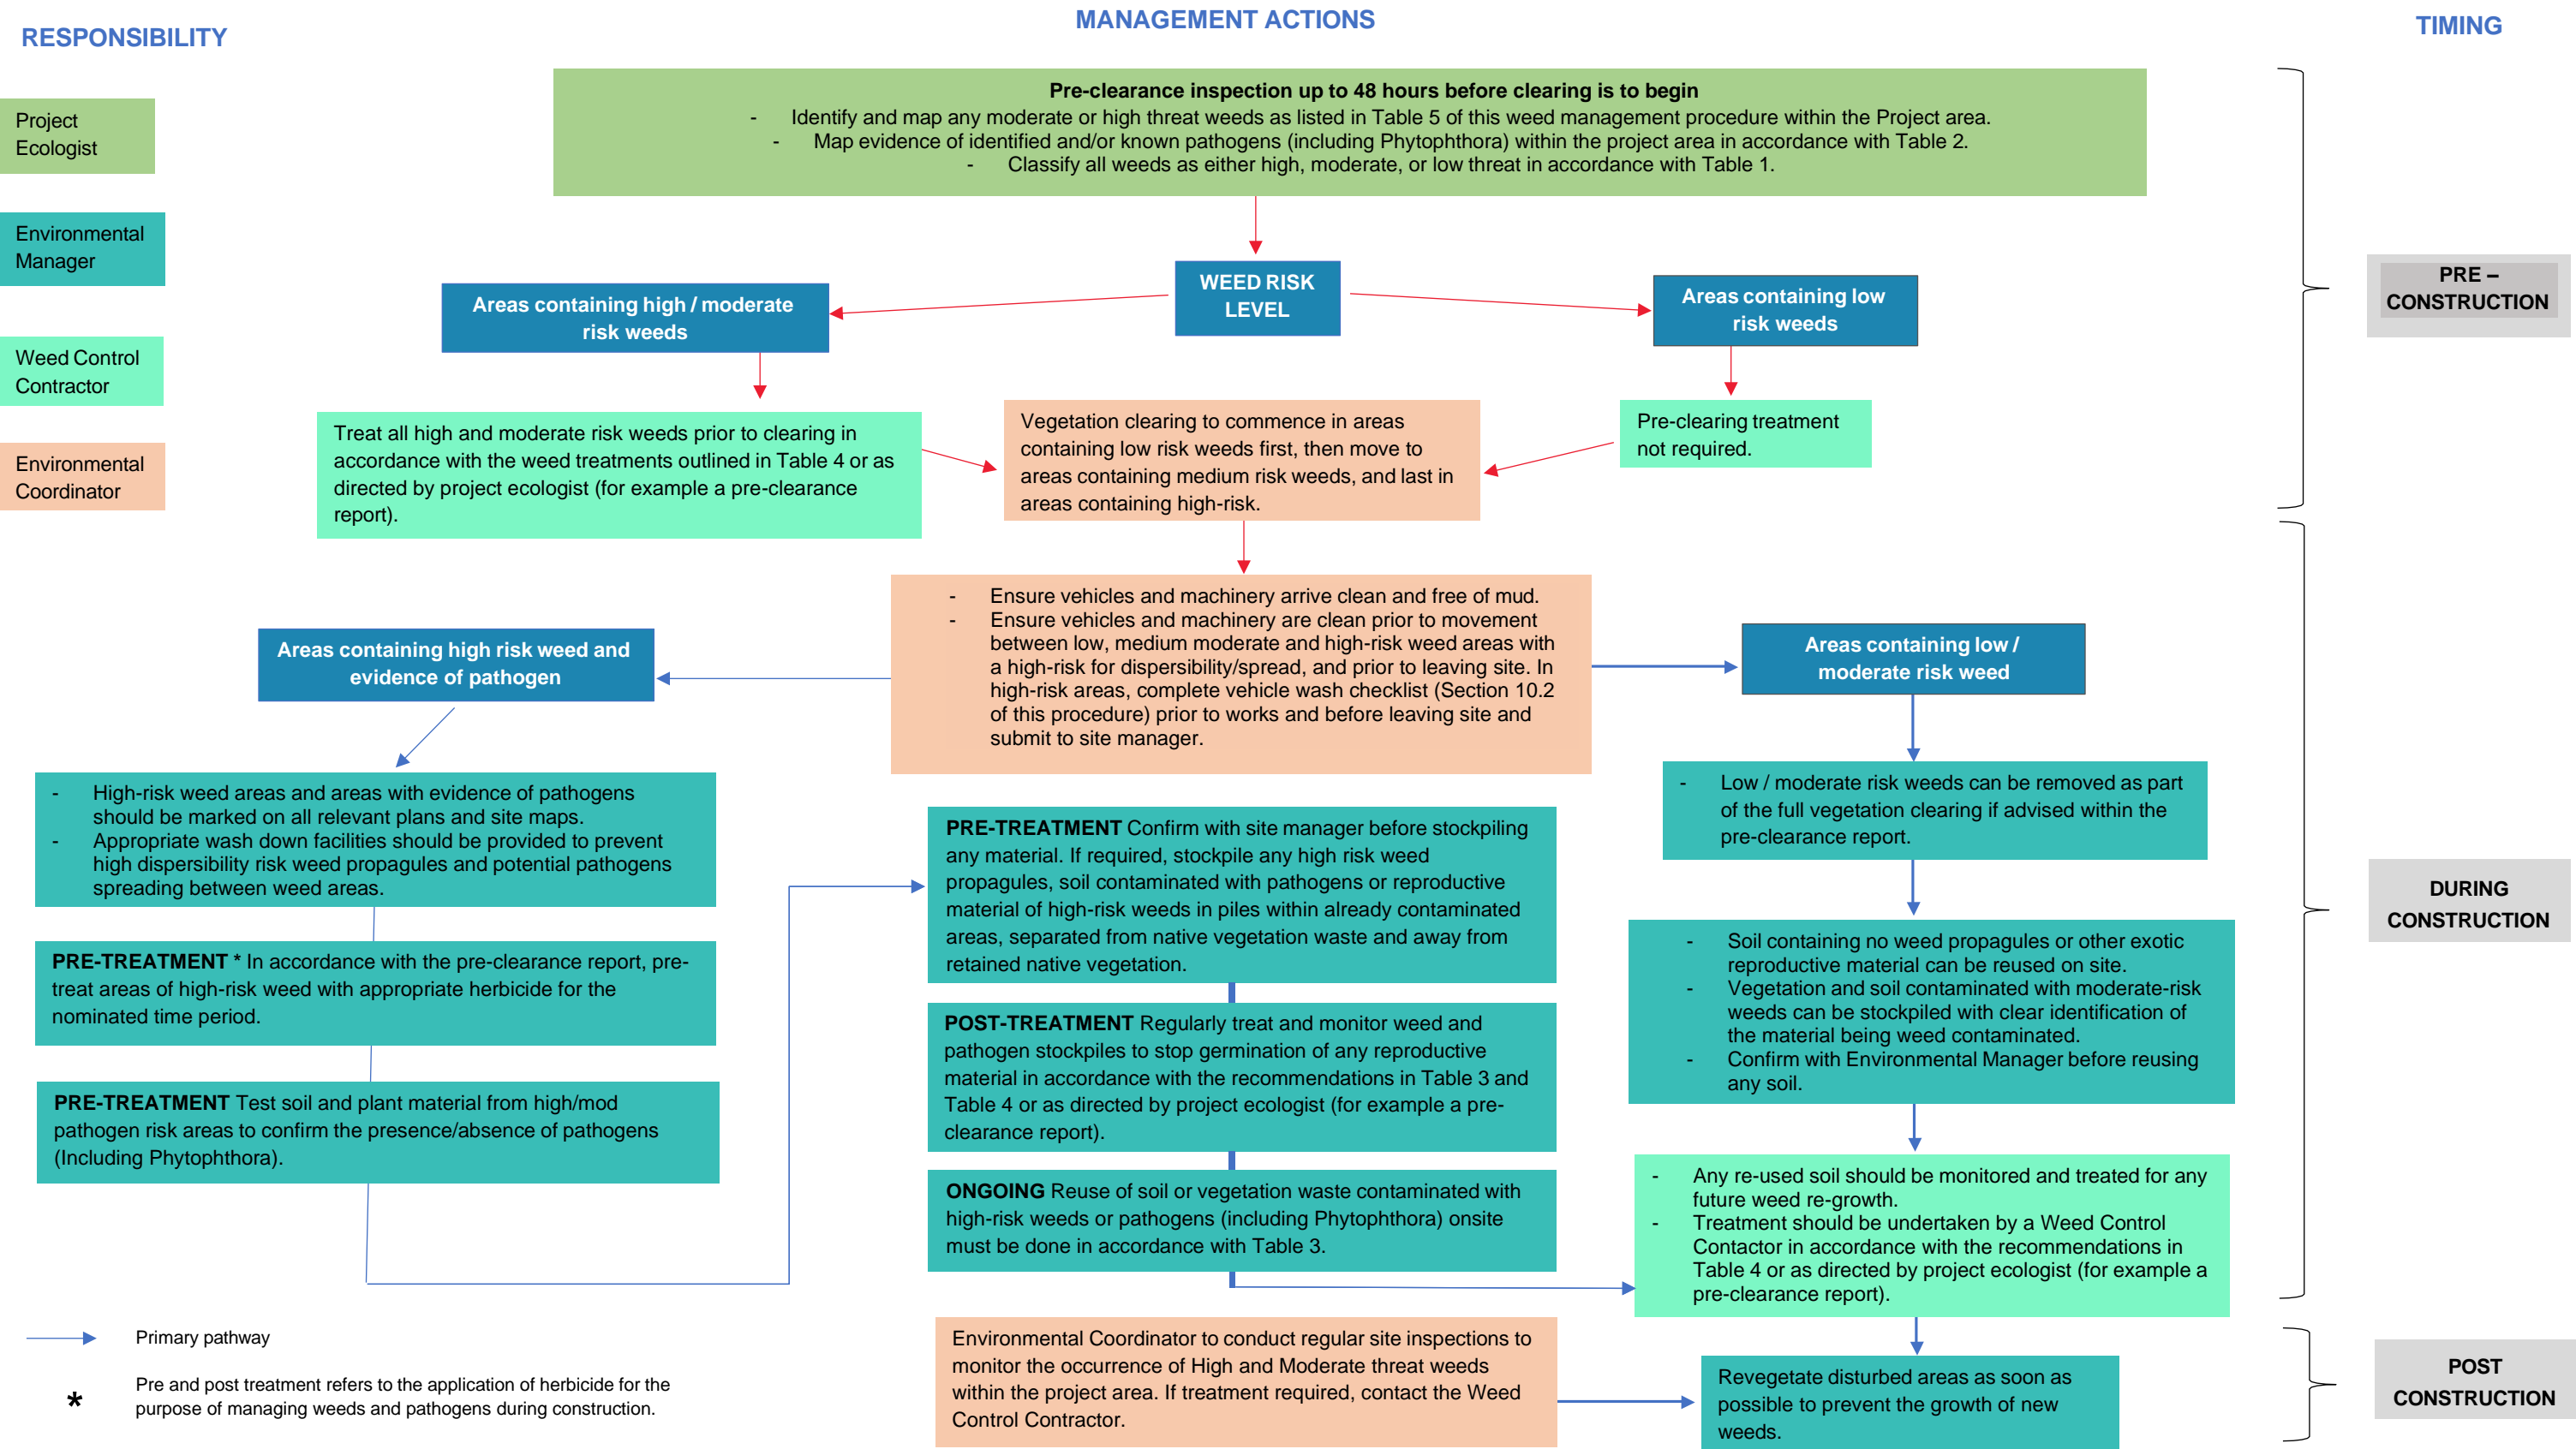 RESPONSIBILITY
MANAGEMENT ACTIONS
TIMING
Project
Ecologist
Environmental
Manager
Weed Control
Contractor
Environmental
Coordinator
Pre-clearance inspection up to 48 hours before clearing is to begin
- Identify and map any moderate or high threat weeds as listed in Table 5 of this weed management procedure within the Project area.
- Map evidence of identified and/or known pathogens (including Phytophthora) within the project area in accordance with Table 2.
- Classify all weeds as either high, moderate, or low threat in accordance with Table 1.
WEED RISK
LEVEL
Areas containing high / moderate
risk weeds
Areas containing low
risk weeds
PRE –
CONSTRUCTION
Treat all high and moderate risk weeds prior to clearing in
accordance with the weed treatments outlined in Table 4 or as
directed by project ecologist (for example a pre-clearance
report).
Vegetation clearing to commence in areas
containing low risk weeds first, then move to
areas containing medium risk weeds, and last in
areas containing high-risk.
Pre-clearing treatment
not required.
- Ensure vehicles and machinery arrive clean and free of mud.
- Ensure vehicles and machinery are clean prior to movement
between low, medium moderate and high-risk weed areas with
a high-risk for dispersibility/spread, and prior to leaving site. In
high-risk areas, complete vehicle wash checklist (Section 10.2
of this procedure) prior to works and before leaving site and
submit to site manager.
Areas containing high risk weed and
evidence of pathogen
Areas containing low /
moderate risk weed
- High-risk weed areas and areas with evidence of pathogens
should be marked on all relevant plans and site maps.
- Appropriate wash down facilities should be provided to prevent
high dispersibility risk weed propagules and potential pathogens
spreading between weed areas.
PRE-TREATMENT * In accordance with the pre-clearance report, pre-
treat areas of high-risk weed with appropriate herbicide for the
nominated time period.
PRE-TREATMENT Test soil and plant material from high/mod
pathogen risk areas to confirm the presence/absence of pathogens
(Including Phytophthora).
PRE-TREATMENT Confirm with site manager before stockpiling
any material. If required, stockpile any high risk weed
propagules, soil contaminated with pathogens or reproductive
material of high-risk weeds in piles within already contaminated
areas, separated from native vegetation waste and away from
retained native vegetation.
POST-TREATMENT Regularly treat and monitor weed and
pathogen stockpiles to stop germination of any reproductive
material in accordance with the recommendations in Table 3 and
Table 4 or as directed by project ecologist (for example a pre-
clearance report).
ONGOING Reuse of soil or vegetation waste contaminated with
high-risk weeds or pathogens (including Phytophthora) onsite
must be done in accordance with Table 3.
- Low / moderate risk weeds can be removed as part
of the full vegetation clearing if advised within the
pre-clearance report.
- Soil containing no weed propagules or other exotic
reproductive material can be reused on site.
- Vegetation and soil contaminated with moderate-risk
weeds can be stockpiled with clear identification of
the material being weed contaminated.
- Confirm with Environmental Manager before reusing
any soil.
- Any re-used soil should be monitored and treated for any
future weed re-growth.
- Treatment should be undertaken by a Weed Control
Contactor in accordance with the recommendations in
Table 4 or as directed by project ecologist (for example a
pre-clearance report).
DURING
CONSTRUCTION
Primary pathway
* Pre and post treatment refers to the application of herbicide for the
purpose of managing weeds and pathogens during construction.
Environmental Coordinator to conduct regular site inspections to
monitor the occurrence of High and Moderate threat weeds
within the project area. If treatment required, contact the Weed
Control Contractor.
Revegetate disturbed areas as soon as
possible to prevent the growth of new
weeds.
POST
CONSTRUCTION